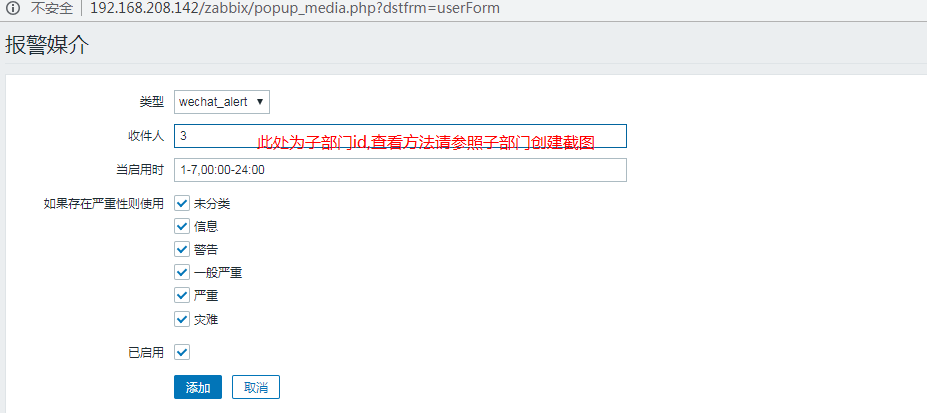 不安全 192.168.208.142/zabbix/popup_media.php?dstfrm=userForm
报警媒介
类型 wechat_alert
收件人 3
此处为子部门id,查看方法请参照子部门创建截图
当启用时 1-7,00:00-24:00
如果存在严重性则使用 未分类
信息
警告
一般严重
严重
灾难
已启用
添加 取消